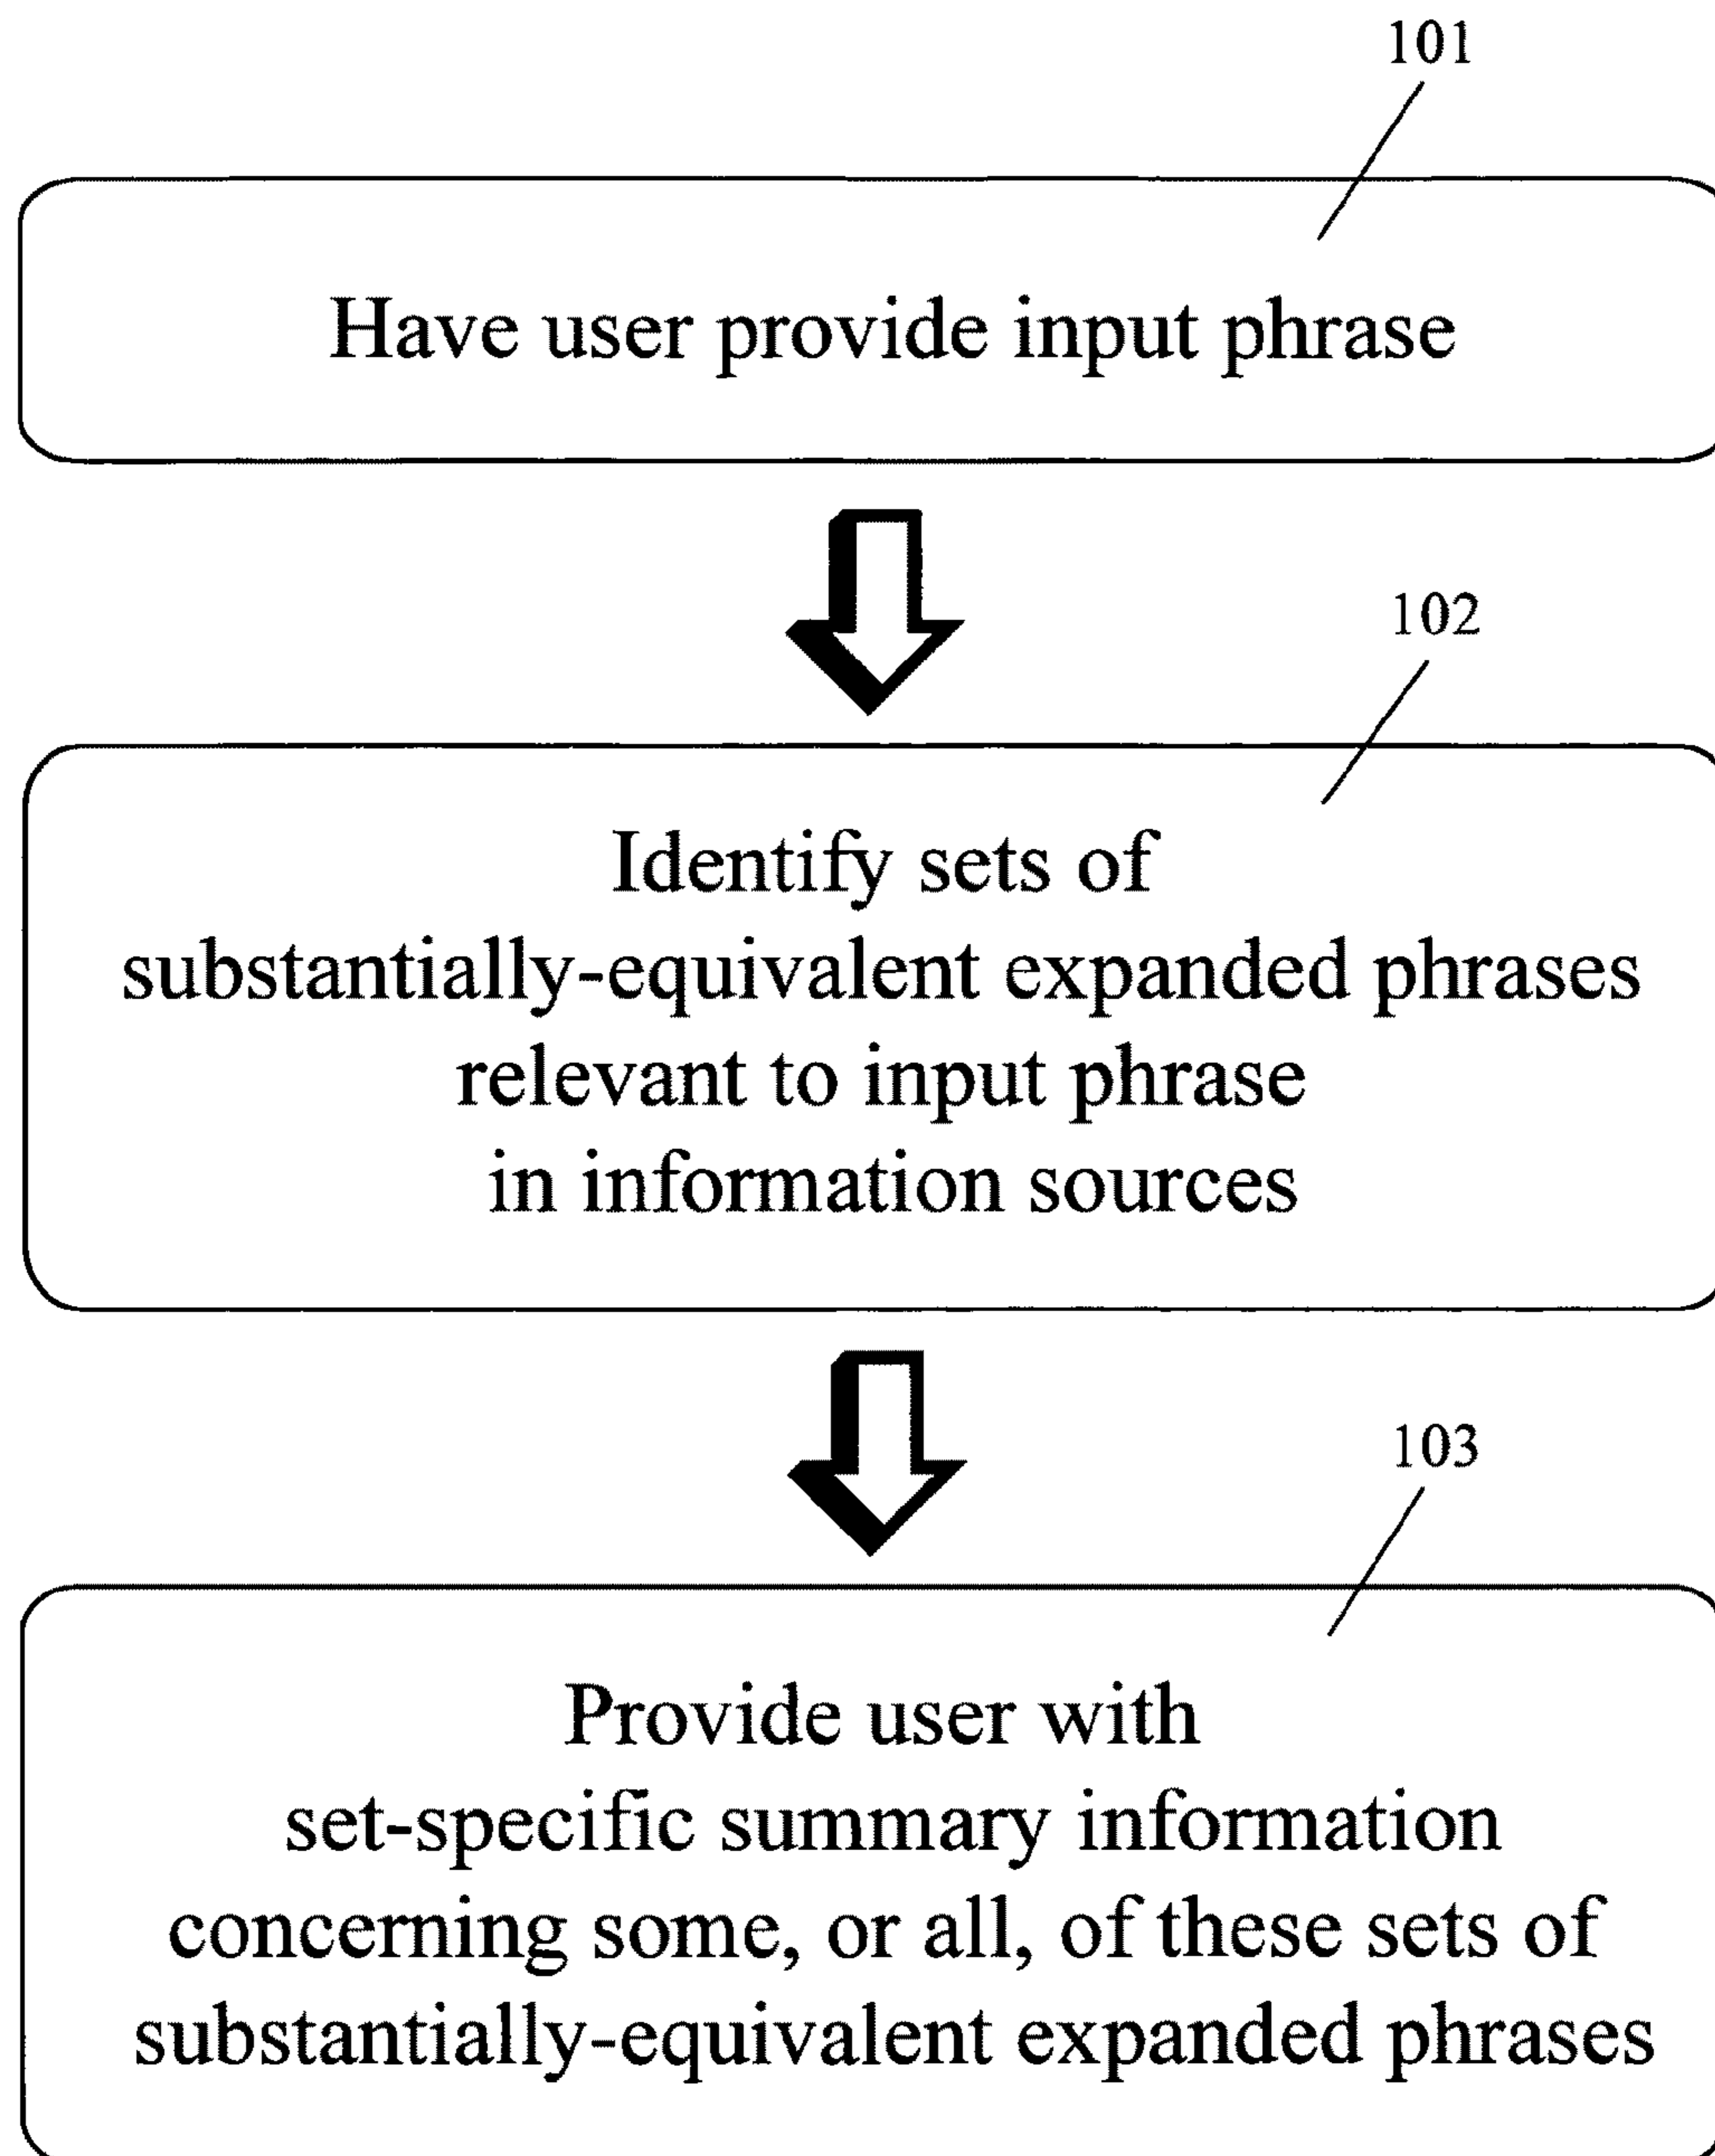 101
Have user provide input phrase
102
Identify sets of
substantially-equivalent expanded phrases
relevant to input phrase
in information sources
103
Provide user with
set-specific summary information
concerning some, or all, of these sets of
substantially-equivalent expanded phrases